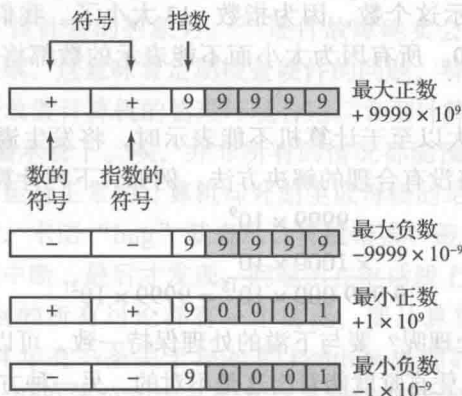 符号 指数
+ + 9 9 9 9 9
最大正数
+ 9999 × 10⁹
数的
符号
指数的
符号
− − 9 9 9 9 9
最大负数
−9999 × 10⁻⁹
+ + 9 0 0 0 1
最小正数
+1 × 10⁹
− − 9 0 0 0 1
最小负数
−1 × 10⁻⁹